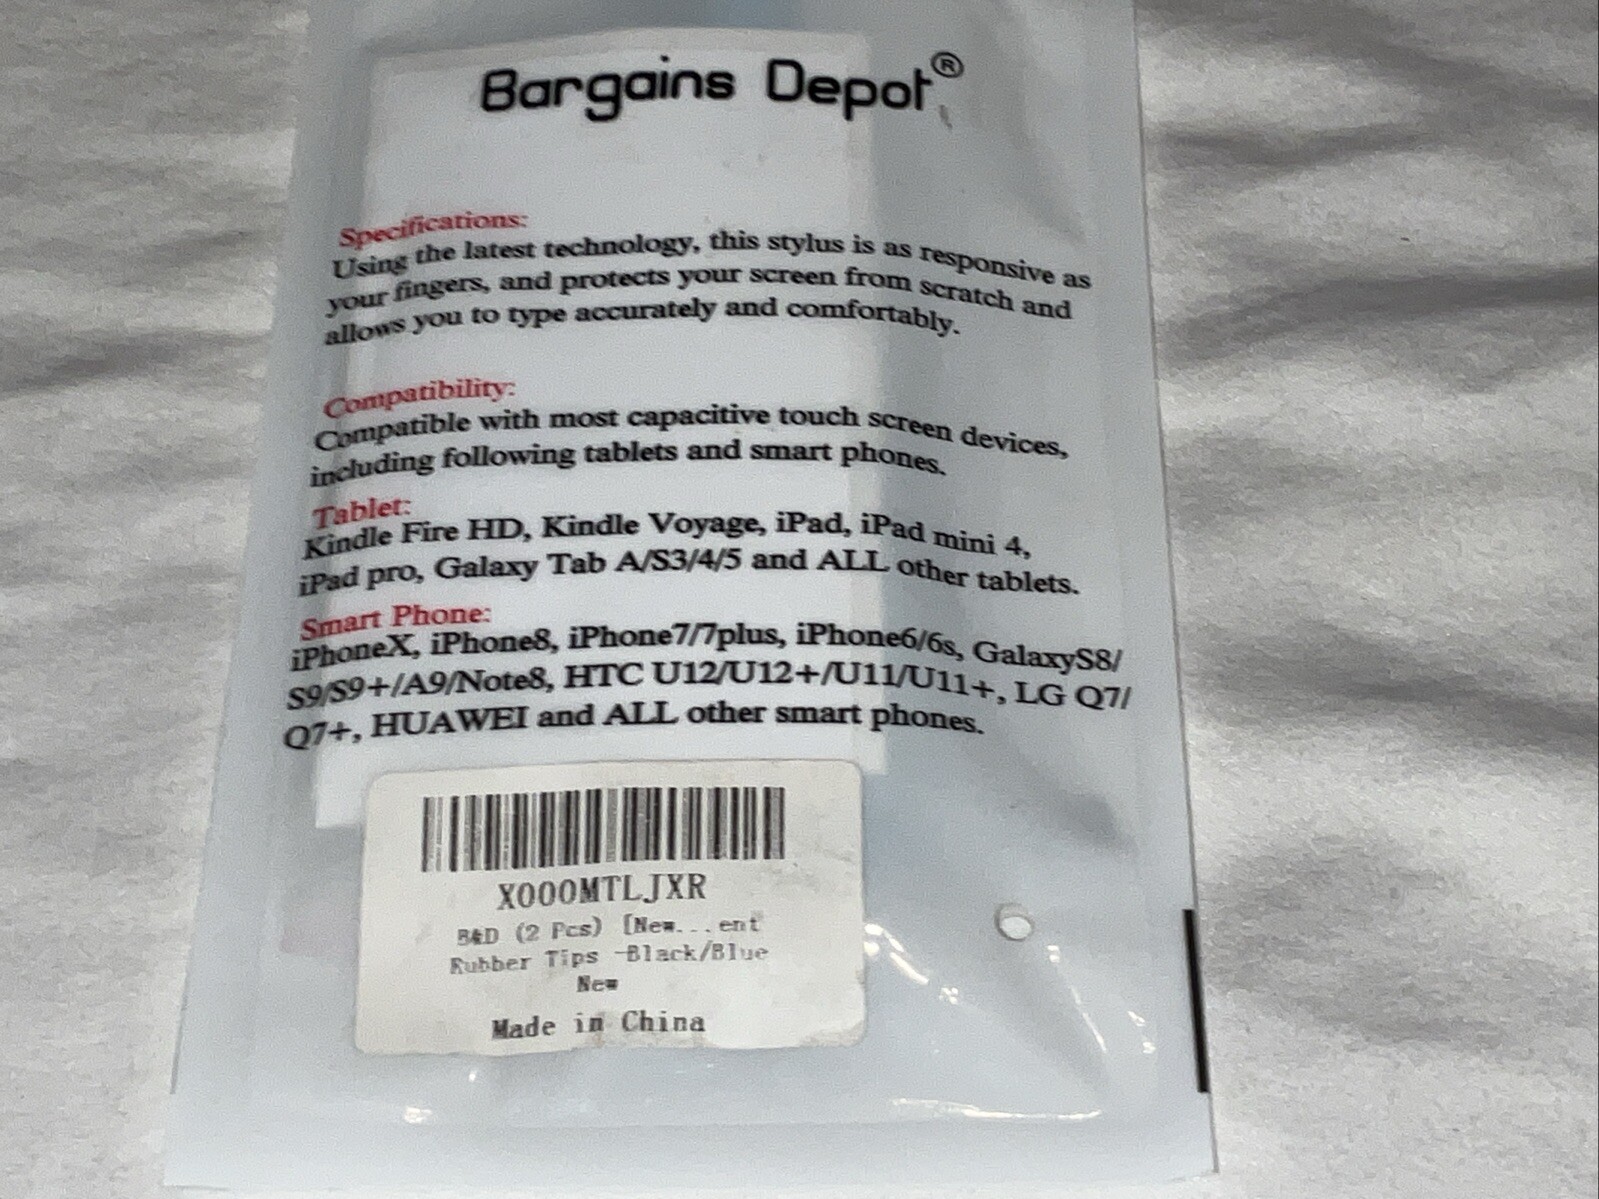 Bargains Depot®
Specifications:
Using the latest technology, this stylus is as responsive as
your fingers, and protects your screen from scratch and
allows you to type accurately and comfortably.
Compatibility:
Compatible with most capacitive touch screen devices,
including following tablets and smart phones.
Tablet:
Kindle Fire HD, Kindle Voyage, iPad, iPad mini 4,
iPad pro, Galaxy Tab A/S3/4/5 and ALL other tablets.
Smart Phone:
iPhoneX, iPhone8, iPhone7/7plus, iPhone6/6s, GalaxyS8/
S9/S9+/A9/Note8, HTC U12/U12+/U11/U11+, LG Q7/
Q7+, HUAWEI and ALL other smart phones.
X000MTLJXR
B&D (2 Pcs) [New...ent
Rubber Tips -Black/Blue
New
Made in China